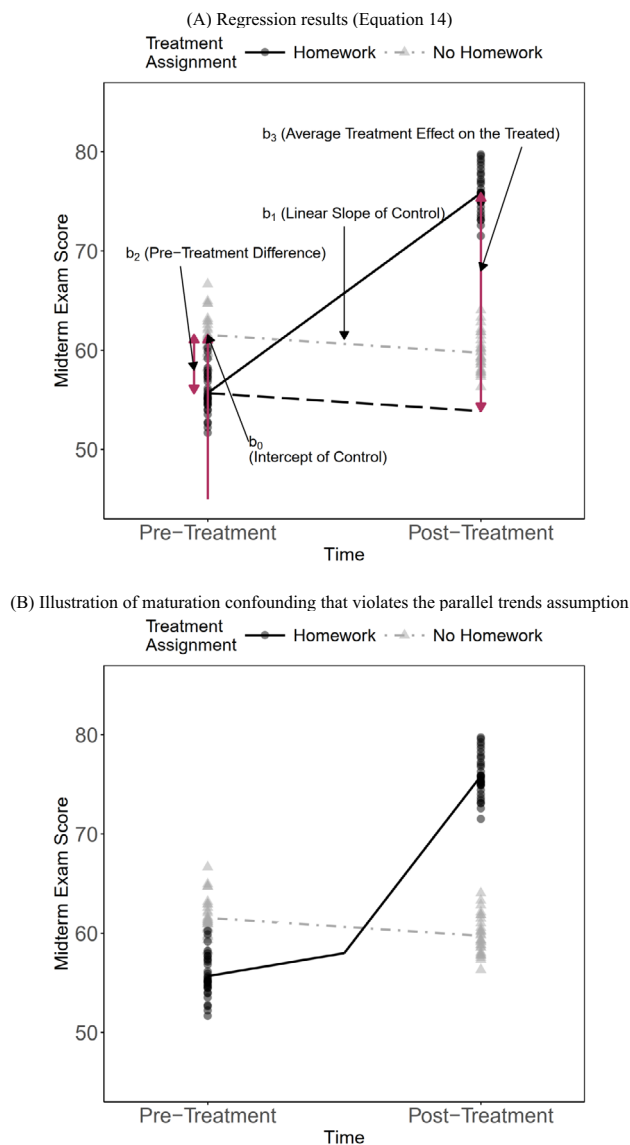 (A) Regression results (Equation 14)
Treatment
Assignment Homework No Homework
b3 (Average Treatment Effect on the Treated)
b1 (Linear Slope of Control)
b2 (Pre−Treatment Difference)
b0
(Intercept of Control)
80
70
60
50
Midterm Exam Score
Pre−Treatment Post−Treatment
Time
(B) Illustration of maturation confounding that violates the parallel trends assumption
Treatment
Assignment Homework No Homework
80
70
60
50
Midterm Exam Score
Pre−Treatment Post−Treatment
Time